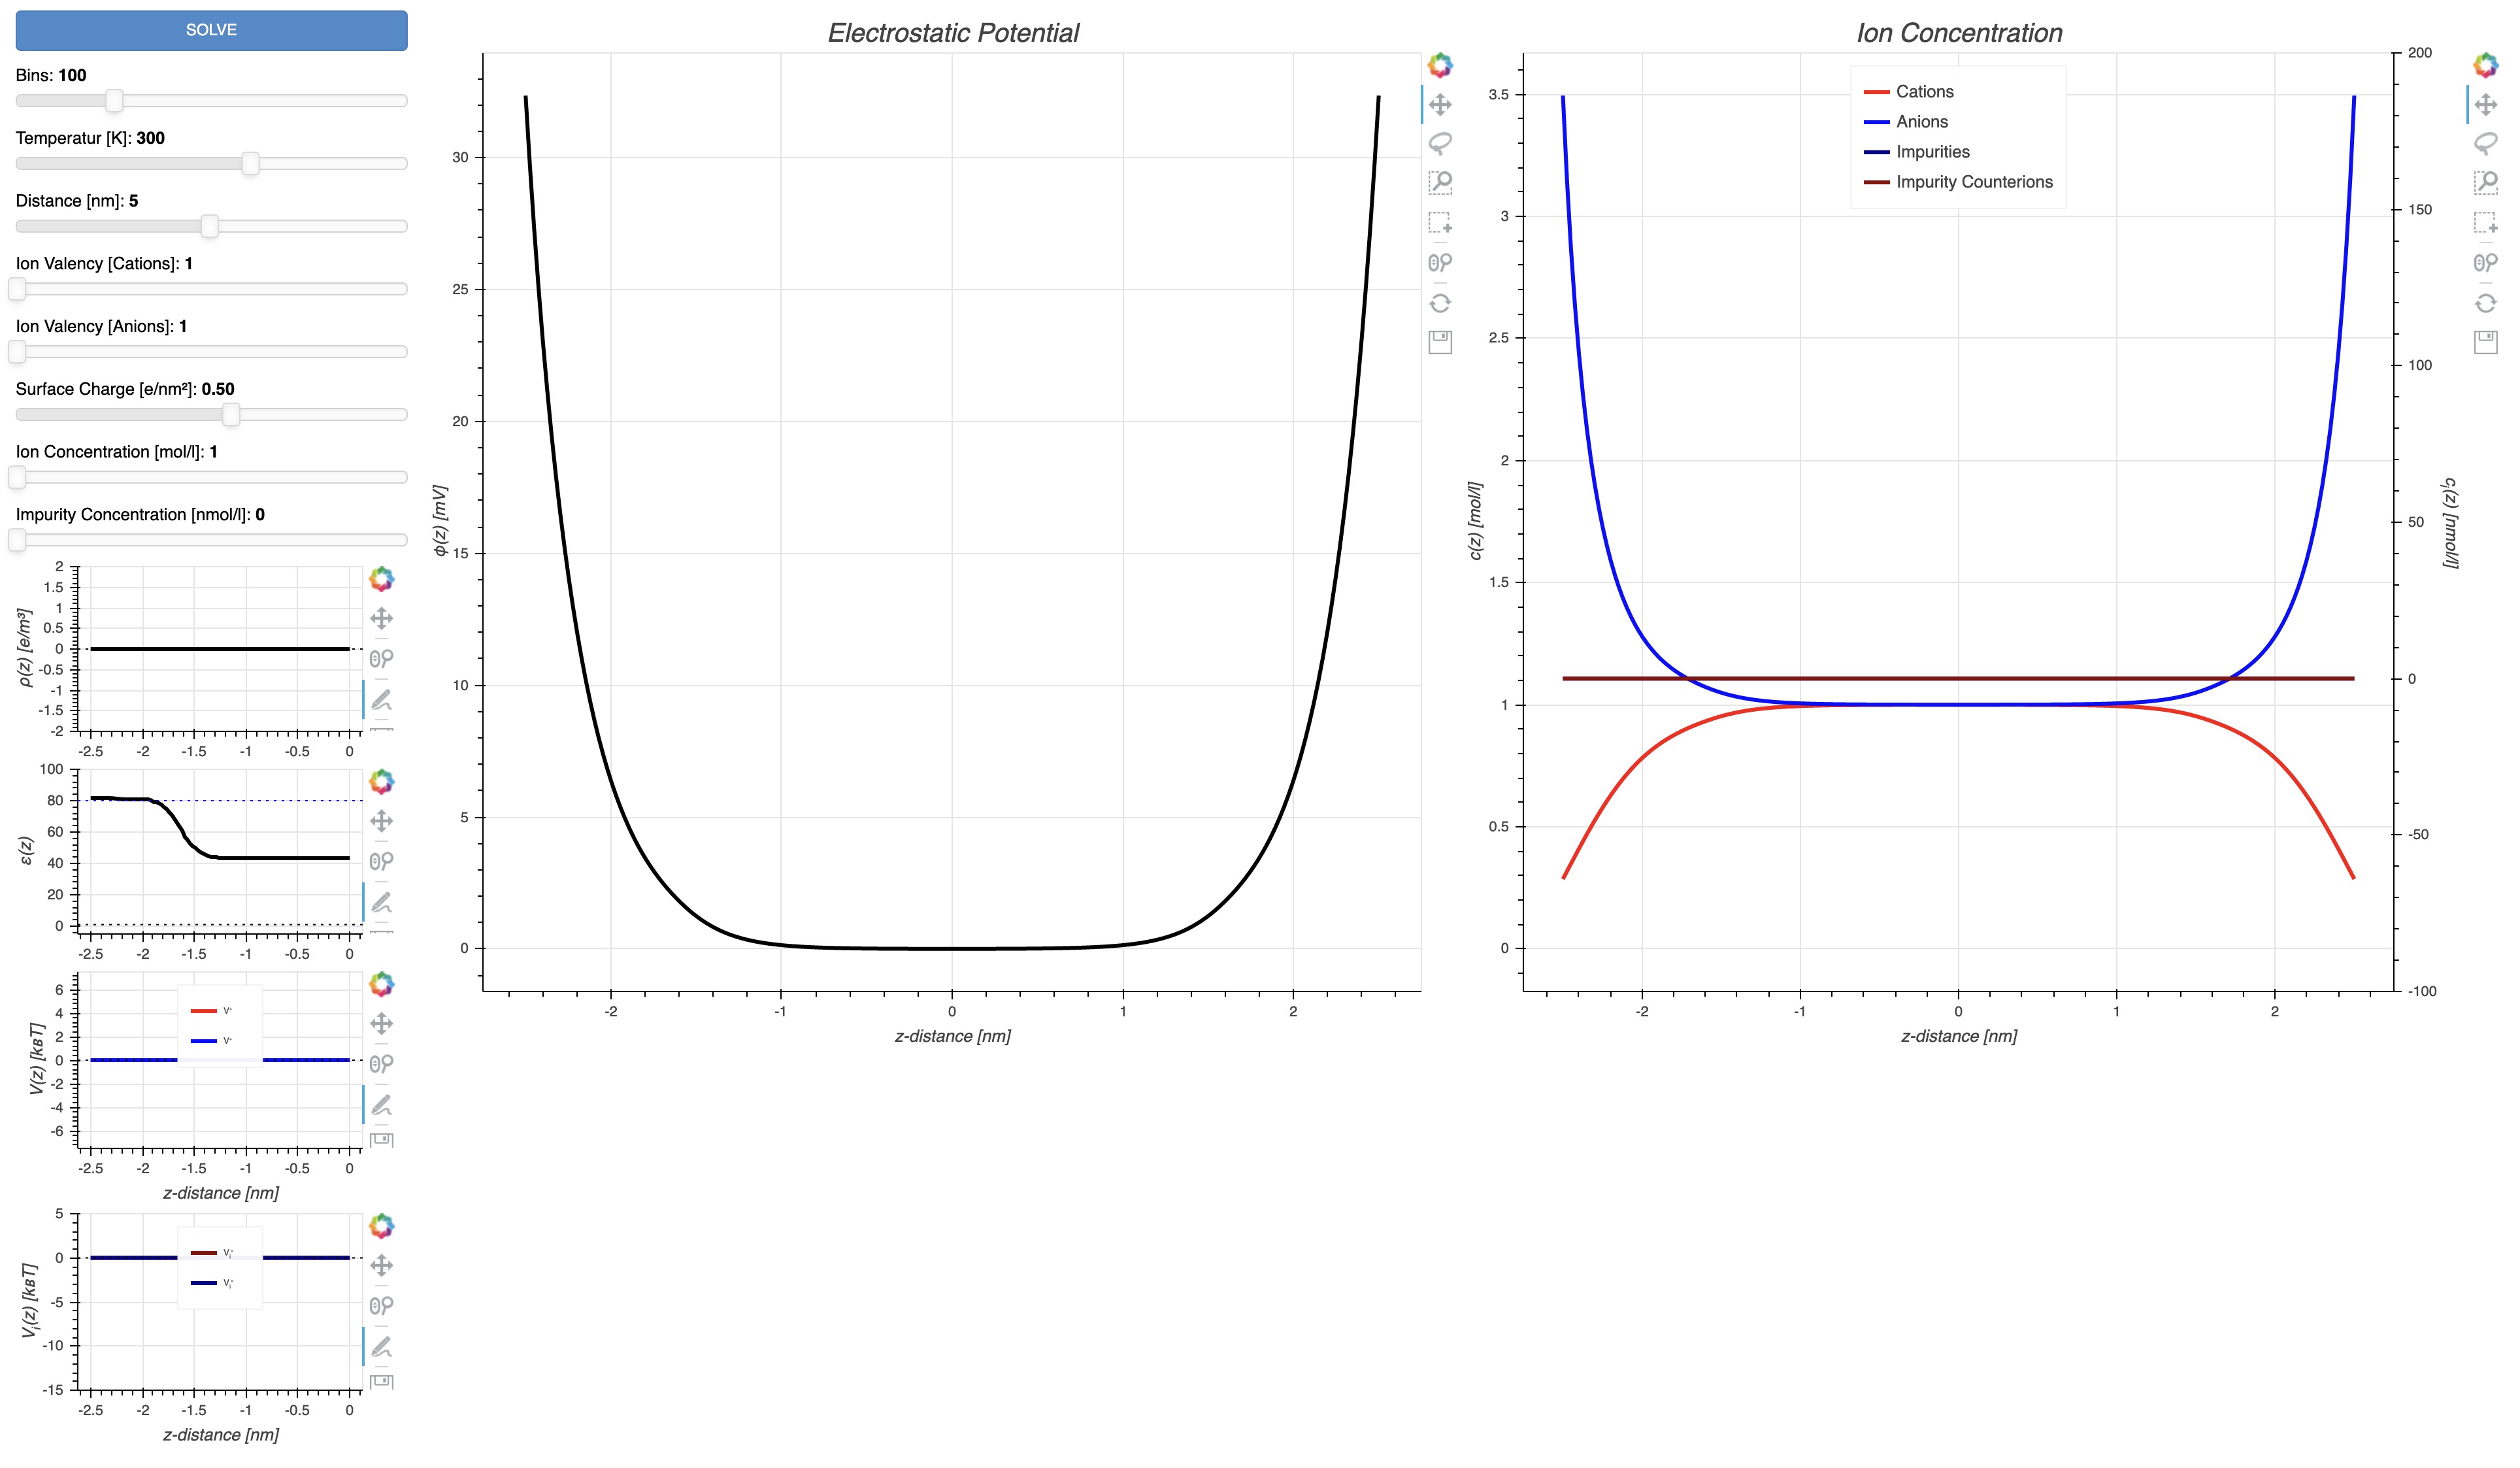 SOLVE
Bins: 100
Temperatur [K]: 300
Distance [nm]: 5
Ion Valency [Cations]: 1
Ion Valency [Anions]: 1
Surface Charge [e/nm²]: 0.50
Ion Concentration [mol/l]: 1
Impurity Concentration [nmol/l]: 0
ρ(z) [e/m³]
2
1.5
1
0.5
0
-0.5
-1
-1.5
-2
-2.5 -2 -1.5 -1 -0.5 0
ε(z)
100
80
60
40
20
0
-2.5 -2 -1.5 -1 -0.5 0
V(z) [kʙT]
6
4
2
0
-2
-4
-6
V⁺
V⁻
-2.5 -2 -1.5 -1 -0.5 0
z-distance [nm]
Vᵢ(z) [kʙT]
5
0
-5
-10
-15
-2.5 -2 -1.5 -1 -0.5 0
z-distance [nm]
Electrostatic Potential
ϕ(z) [mV]
30
25
20
15
10
5
0
-2 -1 0 1 2
z-distance [nm]
Ion Concentration
c(z) [mol/l]
3.5
3
2.5
2
1.5
1
0.5
0
Cations
Anions
Impurities
Impurity Counterions
200
150
100
50
0
-50
-100
cᵢ(z) [nmol/l]
-2 -1 0 1 2
z-distance [nm]